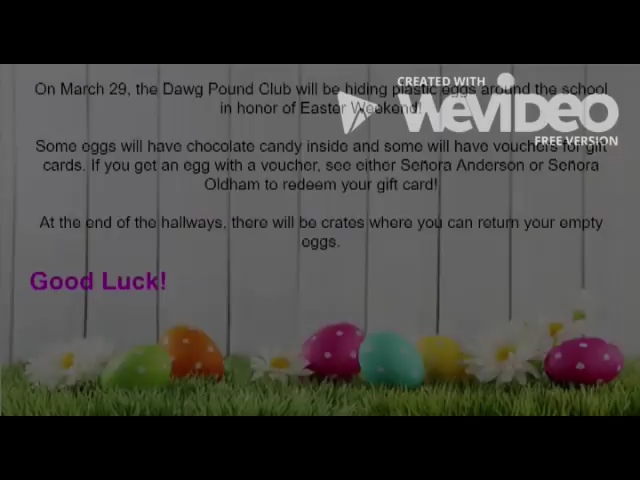 CREATED WITH
WEVIDEO
FREE VERSION
On March 29, the Dawg Pound Club will be hiding plastic eggs around the school
in honor of Easter Weekend!
Some eggs will have chocolate candy inside and some will have vouchers for gift
cards. If you get an egg with a voucher, see either Señora Anderson or Señora
Oldham to redeem your gift card!
At the end of the hallways, there will be crates where you can return your empty
eggs.
Good Luck!